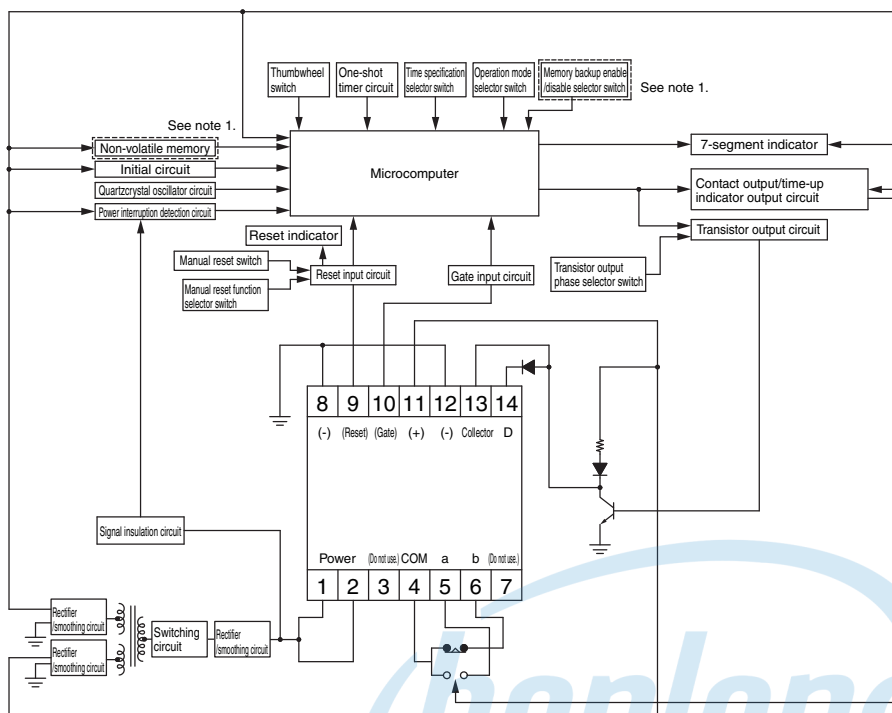 Thumbwheel
switch
One-shot
timer circuit
Time specification
selector switch
Operation mode
selector switch
Memory backup enable
/disable selector switch
See note 1.
See note 1.
Non-volatile memory
Initial circuit
Quartzcrystal oscillator circuit
Power interruption detection circuit
Microcomputer
7-segment indicator
Contact output/time-up
indicator output circuit
Transistor output circuit
Transistor output
phase selector switch
Reset indicator
Manual reset switch
Manual reset function
selector switch
Reset input circuit
Gate input circuit
8 9 10 11 12 13 14
(-) (Reset) (Gate) (+) (-) Collector D
Signal insulation circuit
Power (Do not use.) COM a b (Do not use.)
1 2 3 4 5 6 7
Rectifier
/smoothing circuit
Rectifier
/smoothing circuit
Switching
circuit
Rectifier
/smoothing circuit